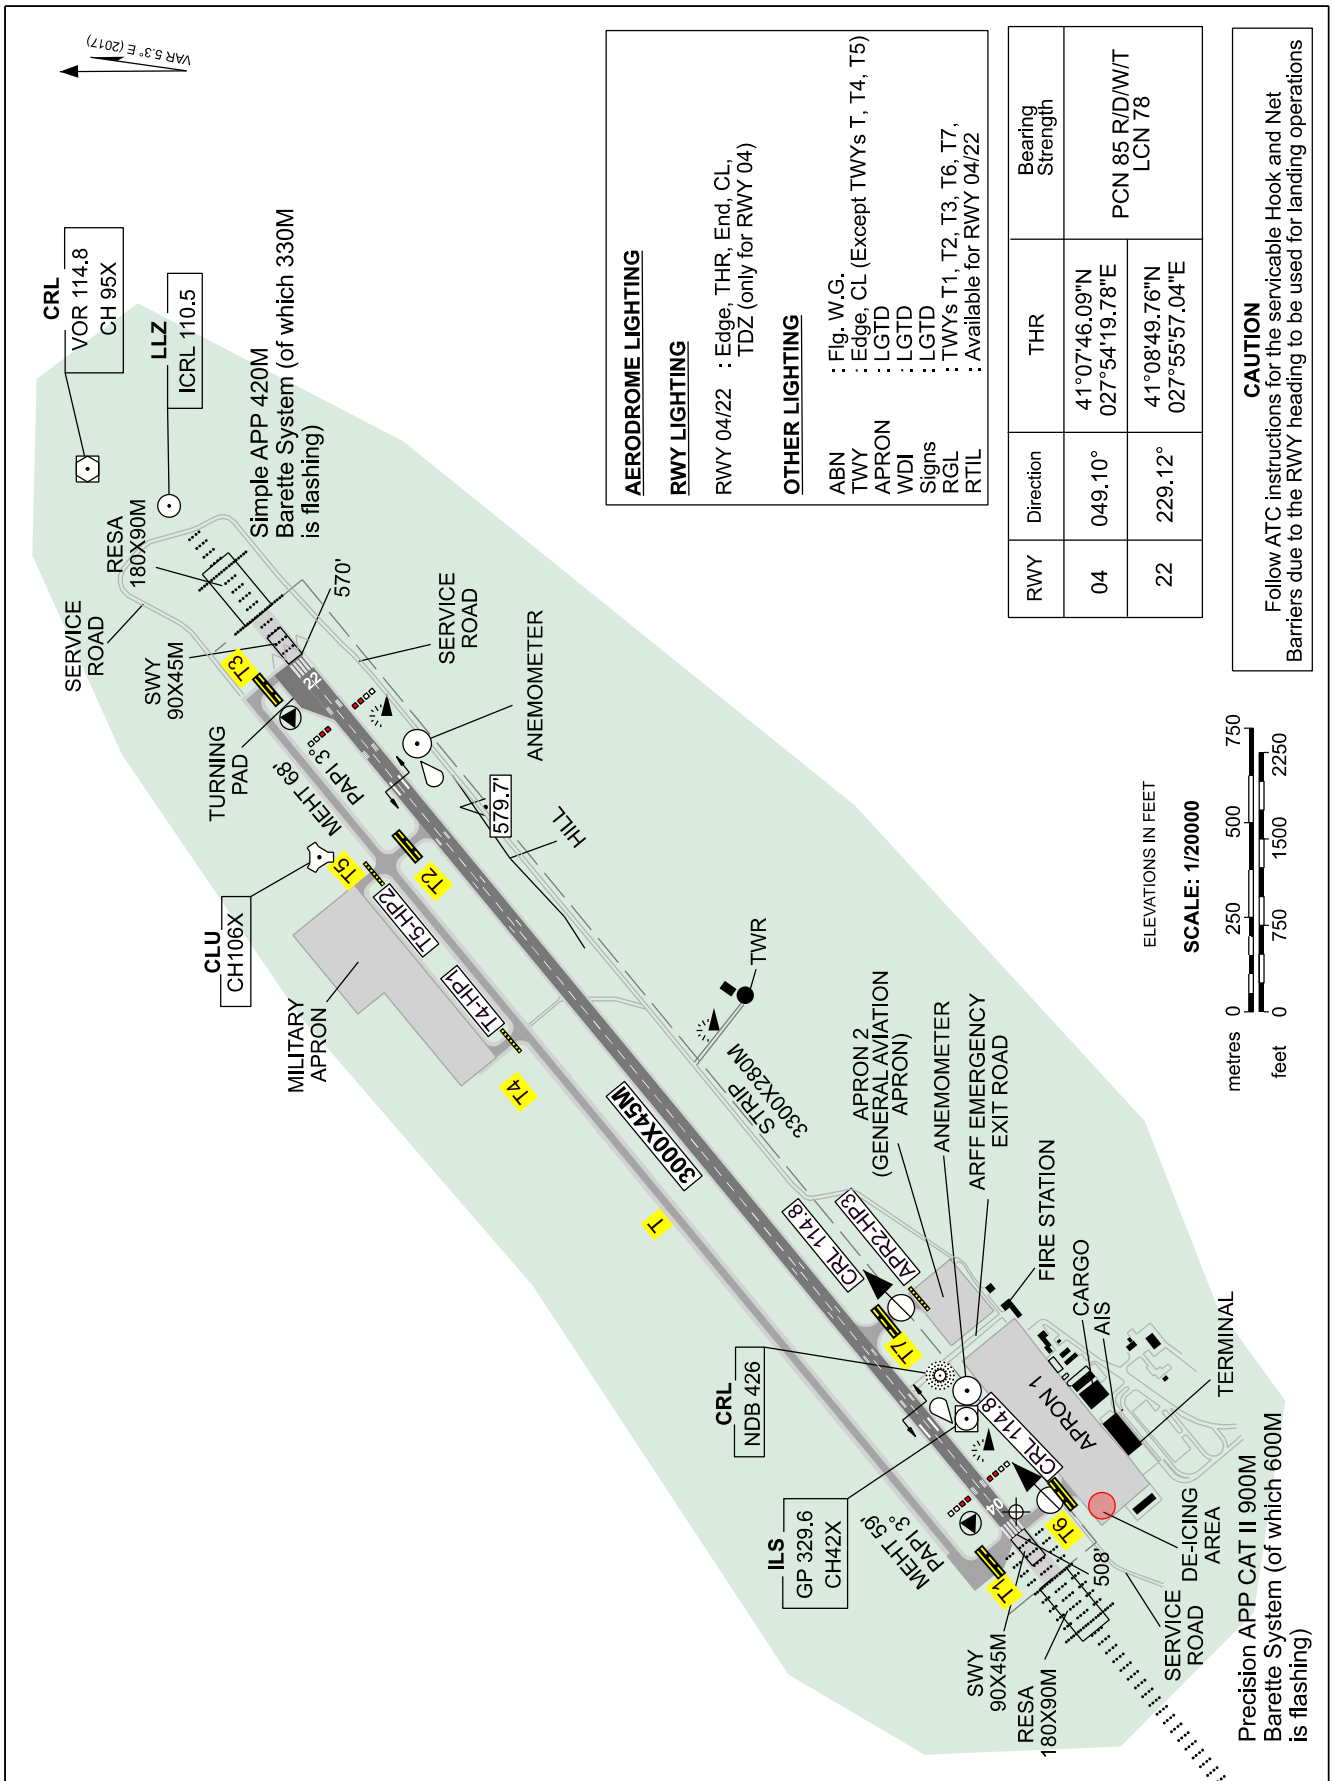 VAR 5.3° E (2017)
CRL
VOR 114.8
CH 95X
LLZ
ICRL 110.5
Simple APP 420M
Barette System (of which 330M
is flashing)
RESA
180X90M
SERVICE
ROAD
SWY
90X45M
570'
SERVICE
ROAD
ANEMOMETER
T3
22
TURNING
PAD
PAPI 3°
MEHT 68'
579.7'
HILL
CLU
CH106X
T5
T2
T5-HP2
T4-HP1
MILITARY
APRON
T4
TWR
STRIP
3300X280M
3000X45M
T
APRON 2
(GENERAL AVIATION
APRON)
ANEMOMETER
ARFF EMERGENCY
EXIT ROAD
FIRE STATION
CARGO
AIS
TERMINAL
CRL 114.8
APR2-HP3
T7
CRL
NDB 426
CRL 114.8
APRON 1
ILS
GP 329.6
CH42X
MEHT 59'
PAPI 3°
04
T1
T6
508'
DE-ICING
AREA
SERVICE
ROAD
SWY
90X45M
RESA
180X90M
Precision APP CAT II 900M
Barette System (of which 600M
is flashing)
AERODROME LIGHTING
RWY LIGHTING
RWY 04/22 : Edge, THR, End, CL,
TDZ (only for RWY 04)
OTHER LIGHTING
ABN : Flg. W.G.
TWY : Edge, CL (Except TWYs T, T4, T5)
APRON : LGTD
WDI : LGTD
Signs : LGTD
RGL : TWYs T1, T2, T3, T6, T7,
RTIL : Available for RWY 04/22
RWY Direction THR Bearing
Strength
04 049.10° 41°07'46.09"N
027°54'19.78"E
22 229.12° 41°08'49.76"N
027°55'57.04"E
PCN 85 R/D/W/T
LCN 78
CAUTION
Follow ATC instructions for the servicable Hook and Net
Barriers due to the RWY heading to be used for landing operations
ELEVATIONS IN FEET
SCALE: 1/20000
metres 0 250 500 750
feet 0 750 1500 2250